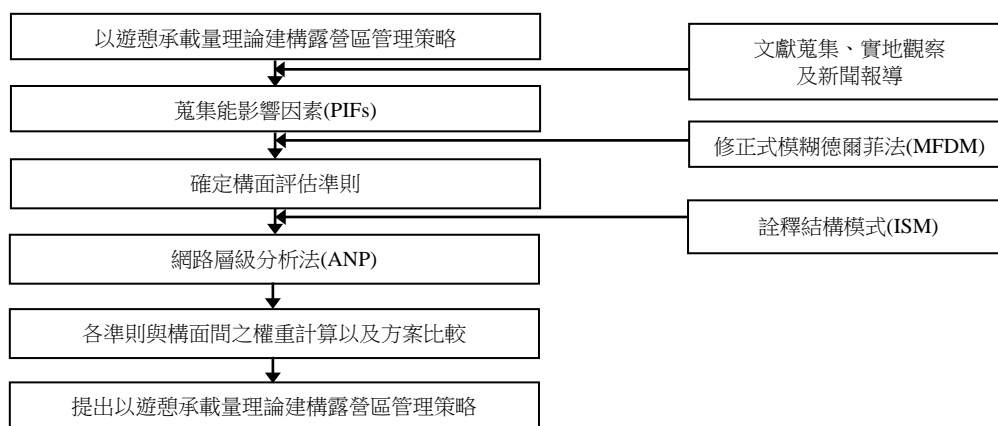 以遊憩承載量理論建構露營區管理策略
文獻蒐集、實地觀察
及新聞報導
蒐集能影響因素(PIFs)
修正式模糊德爾菲法(MFDM)
確定構面評估準則
詮釋結構模式(ISM)
網路層級分析法(ANP)
各準則與構面間之權重計算以及方案比較
提出以遊憩承載量理論建構露營區管理策略